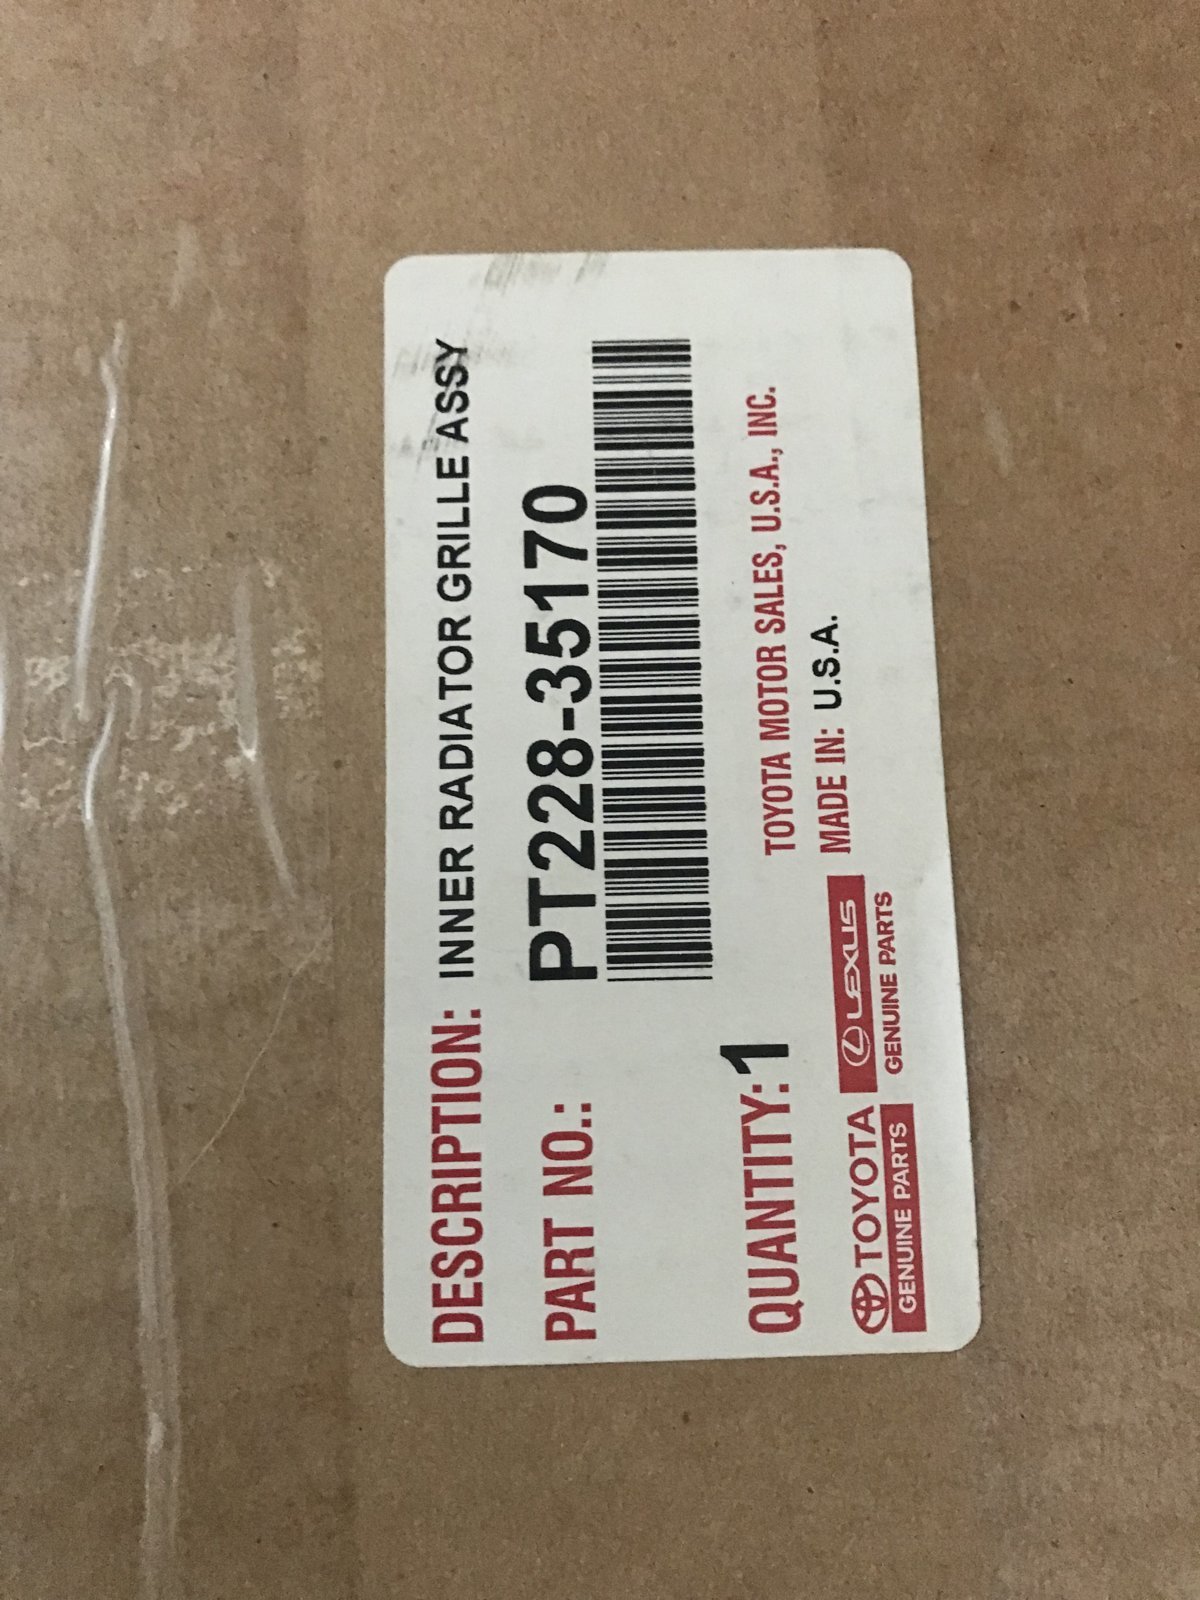 DESCRIPTION: INNER RADIATOR GRILLE ASSY
PART NO.: PT228-35170
QUANTITY: 1
TOYOTA MOTOR SALES, U.S.A., INC.
MADE IN: U.S.A.
TOYOTA
GENUINE PARTS
LEXUS
GENUINE PARTS